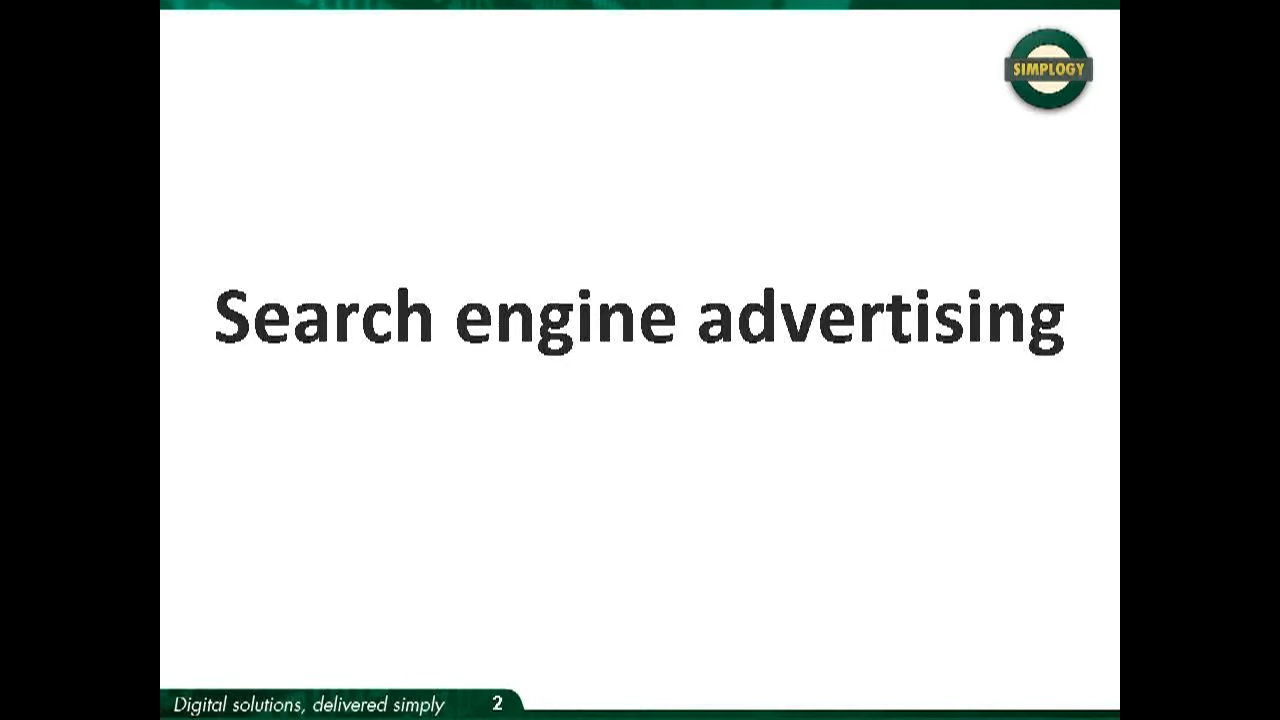 SIMPLOGY
Search engine advertising
Digital solutions, delivered simply 2